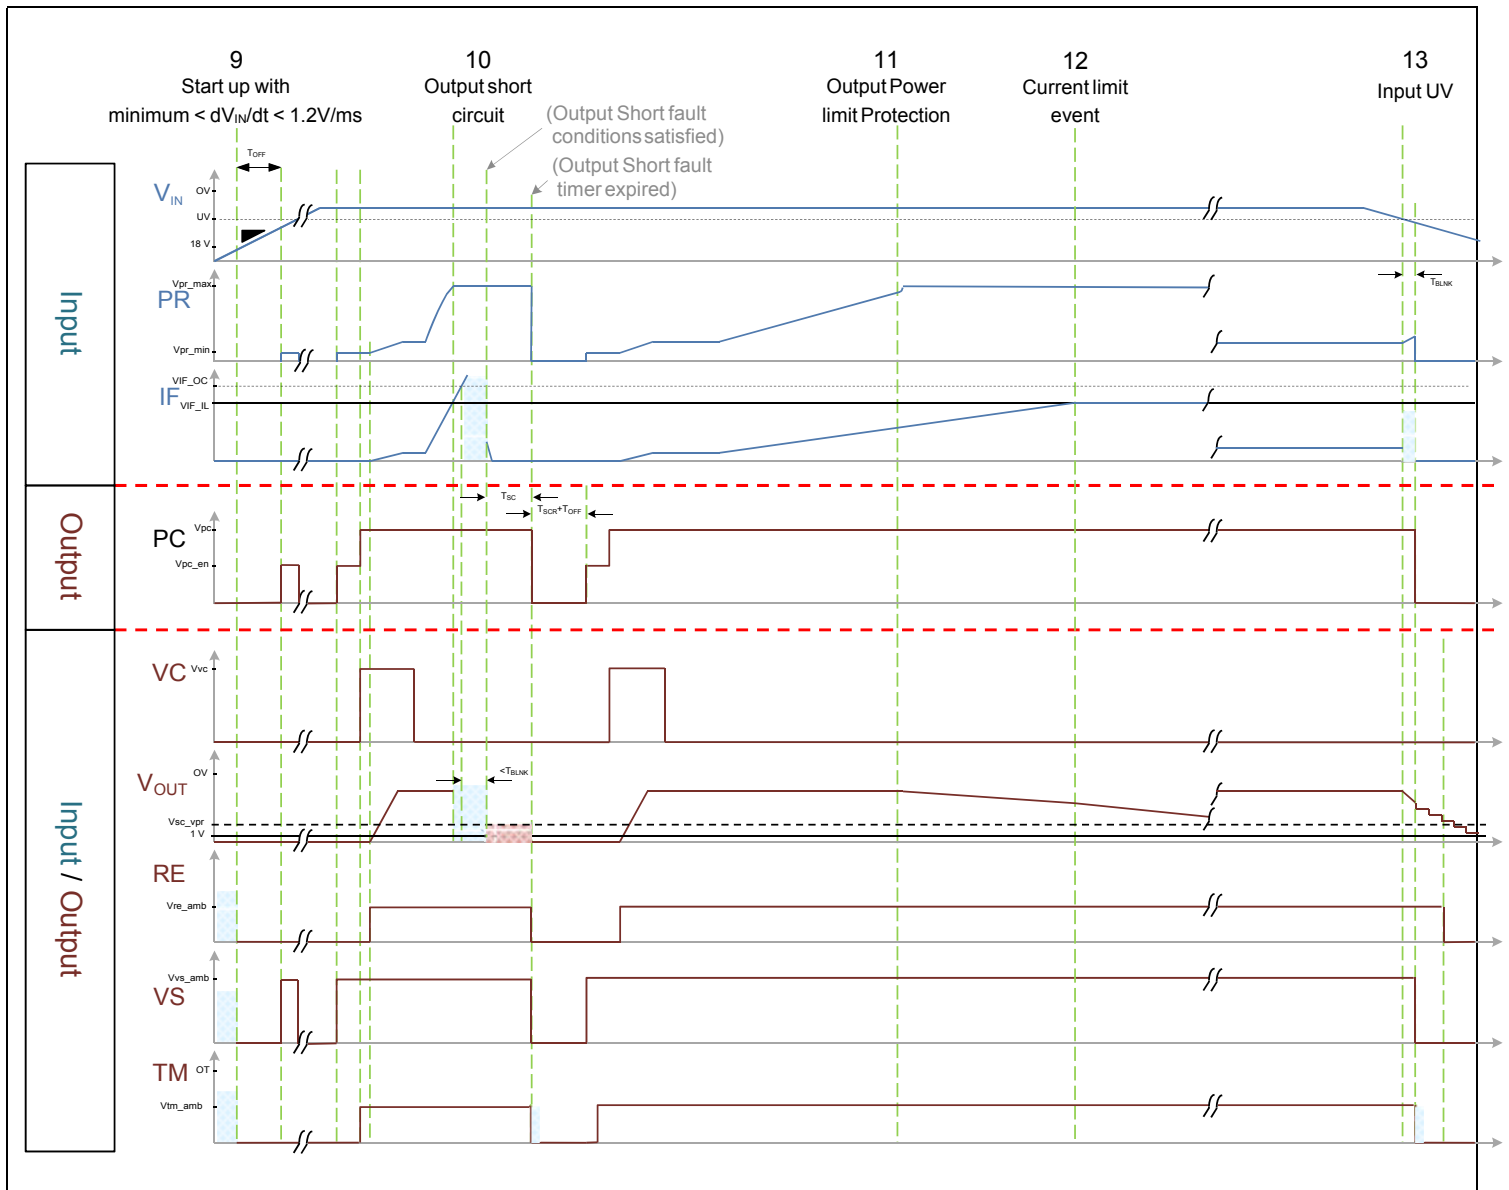 9
Start up with
minimum < dVIN/dt < 1.2V/ms
10
Output short
circuit
(Output Short fault
conditions satisfied)
(Output Short fault
timer expired)
11
Output Power
limit Protection
12
Current limit
event
13
Input UV
TOFF
Input
VIN
OV
UV
18 V
PR
Vpr_max
Vpr_min
TBLNK
IF
VIF_OC
VIF_IL
Output
TSC
TSCR+TOFF
PC
Vpc
Vpc_en
Input / Output
VC
Vvc
VOUT
OV
<TBLNK
Vsc_vpr
1 V
RE
Vre_amb
VS
Vvs_amb
TM
OT
Vtm_amb